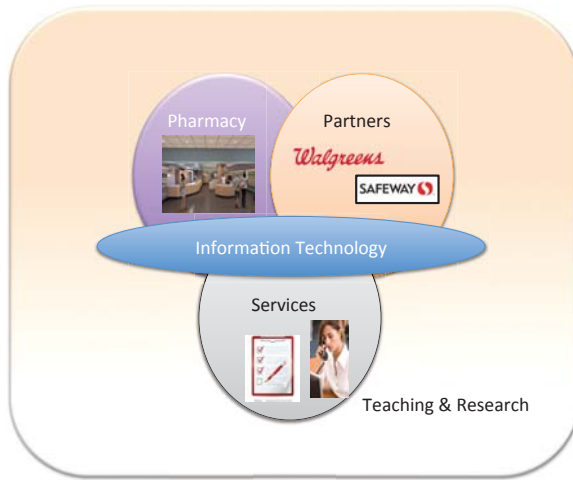 Pharmacy
Partners
Walgreens
SAFEWAY
Information Technology
Services
Teaching & Research